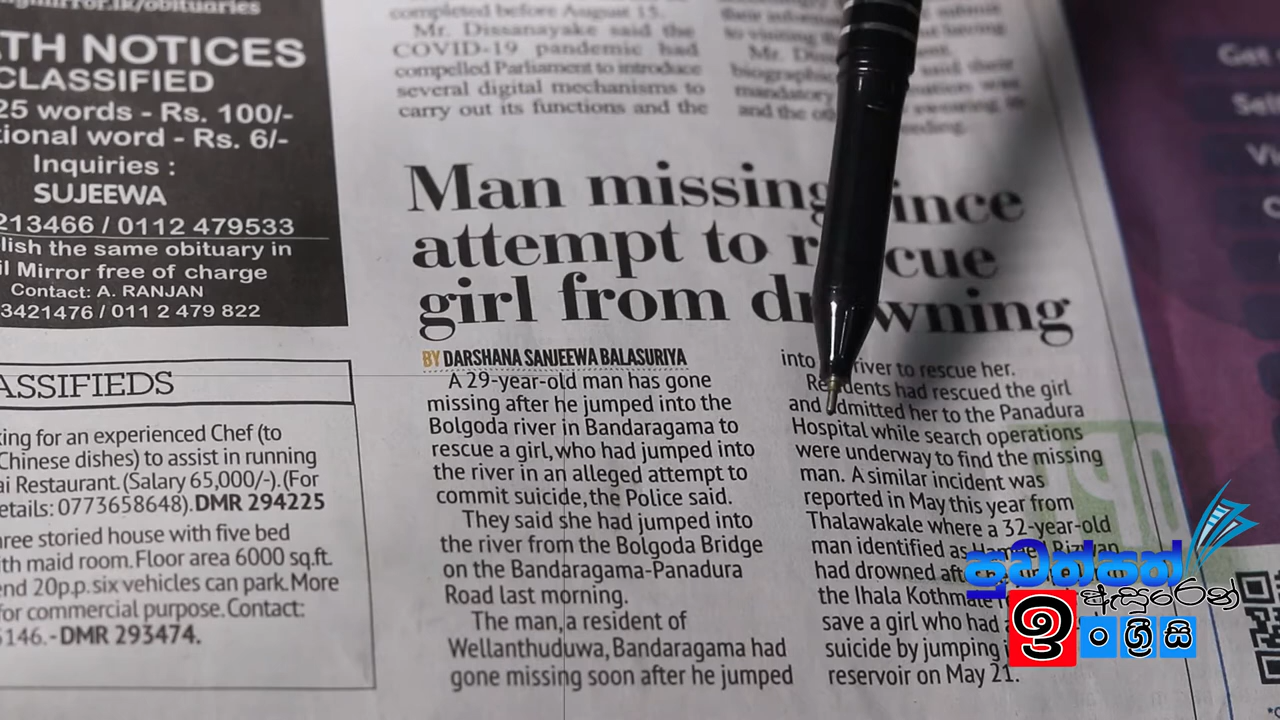 mirror.lk/obituaries
TH NOTICES
CLASSIFIED
25 words - Rs. 100/-
tional word - Rs. 6/-
Inquiries :
SUJEEWA
213466 / 0112 479533
lish the same obituary in
il Mirror free of charge
Contact: A. RANJAN
3421476 / 011 2 479 822
ASSIFIEDS
king for an experienced Chef (to
Chinese dishes) to assist in running
ai Restaurant. (Salary 65,000/-). (For
etails: 0773658648). DMR 294225
hree storied house with five bed
ith maid room. Floor area 6000 sq.ft.
end 20p.p. six vehicles can park. More
for commercial purpose. Contact:
5146. - DMR 293474.
completed before August 15.
Mr. Dissanayake said the
COVID-19 pandemic had
compelled Parliament to introduce
several digital mechanisms to
carry out its functions and the
Man missing since
attempt to rescue
girl from drowning
BY DARSHANA SANJEEWA BALASURIYA
A 29-year-old man has gone
missing after he jumped into the
Bolgoda river in Bandaragama to
rescue a girl, who had jumped into
the river in an alleged attempt to
commit suicide, the Police said.
They said she had jumped into
the river from the Bolgoda Bridge
on the Bandaragama-Panadura
Road last morning.
The man, a resident of
Wellanthuduwa, Bandaragama had
gone missing soon after he jumped
into river to rescue her.
Residents had rescued the girl
and admitted her to the Panadura
Hospital while search operations
were underway to find the missing
man. A similar incident was
reported in May this year from
Thalawakale where a 32-year-old
man identified as
had drowned
the Ihala Kothmale
save a girl who had
suicide by jumping
reservoir on May 21.
පුවත්පත්
ඇසුරෙන්
ඉංග්‍රීසි